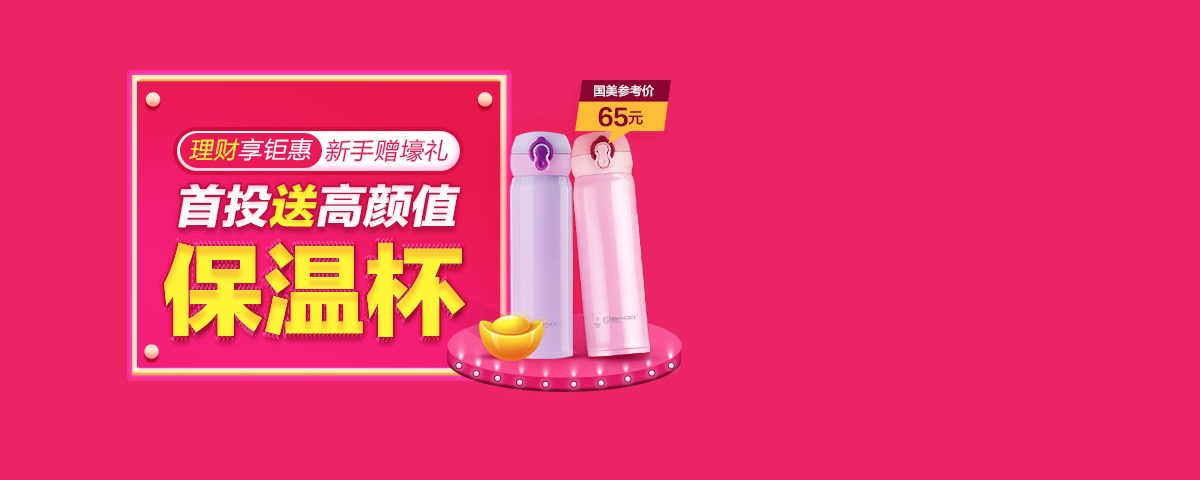 理财享钜惠 新手赠壕礼
首投送高颜值
保温杯
国美参考价
65元